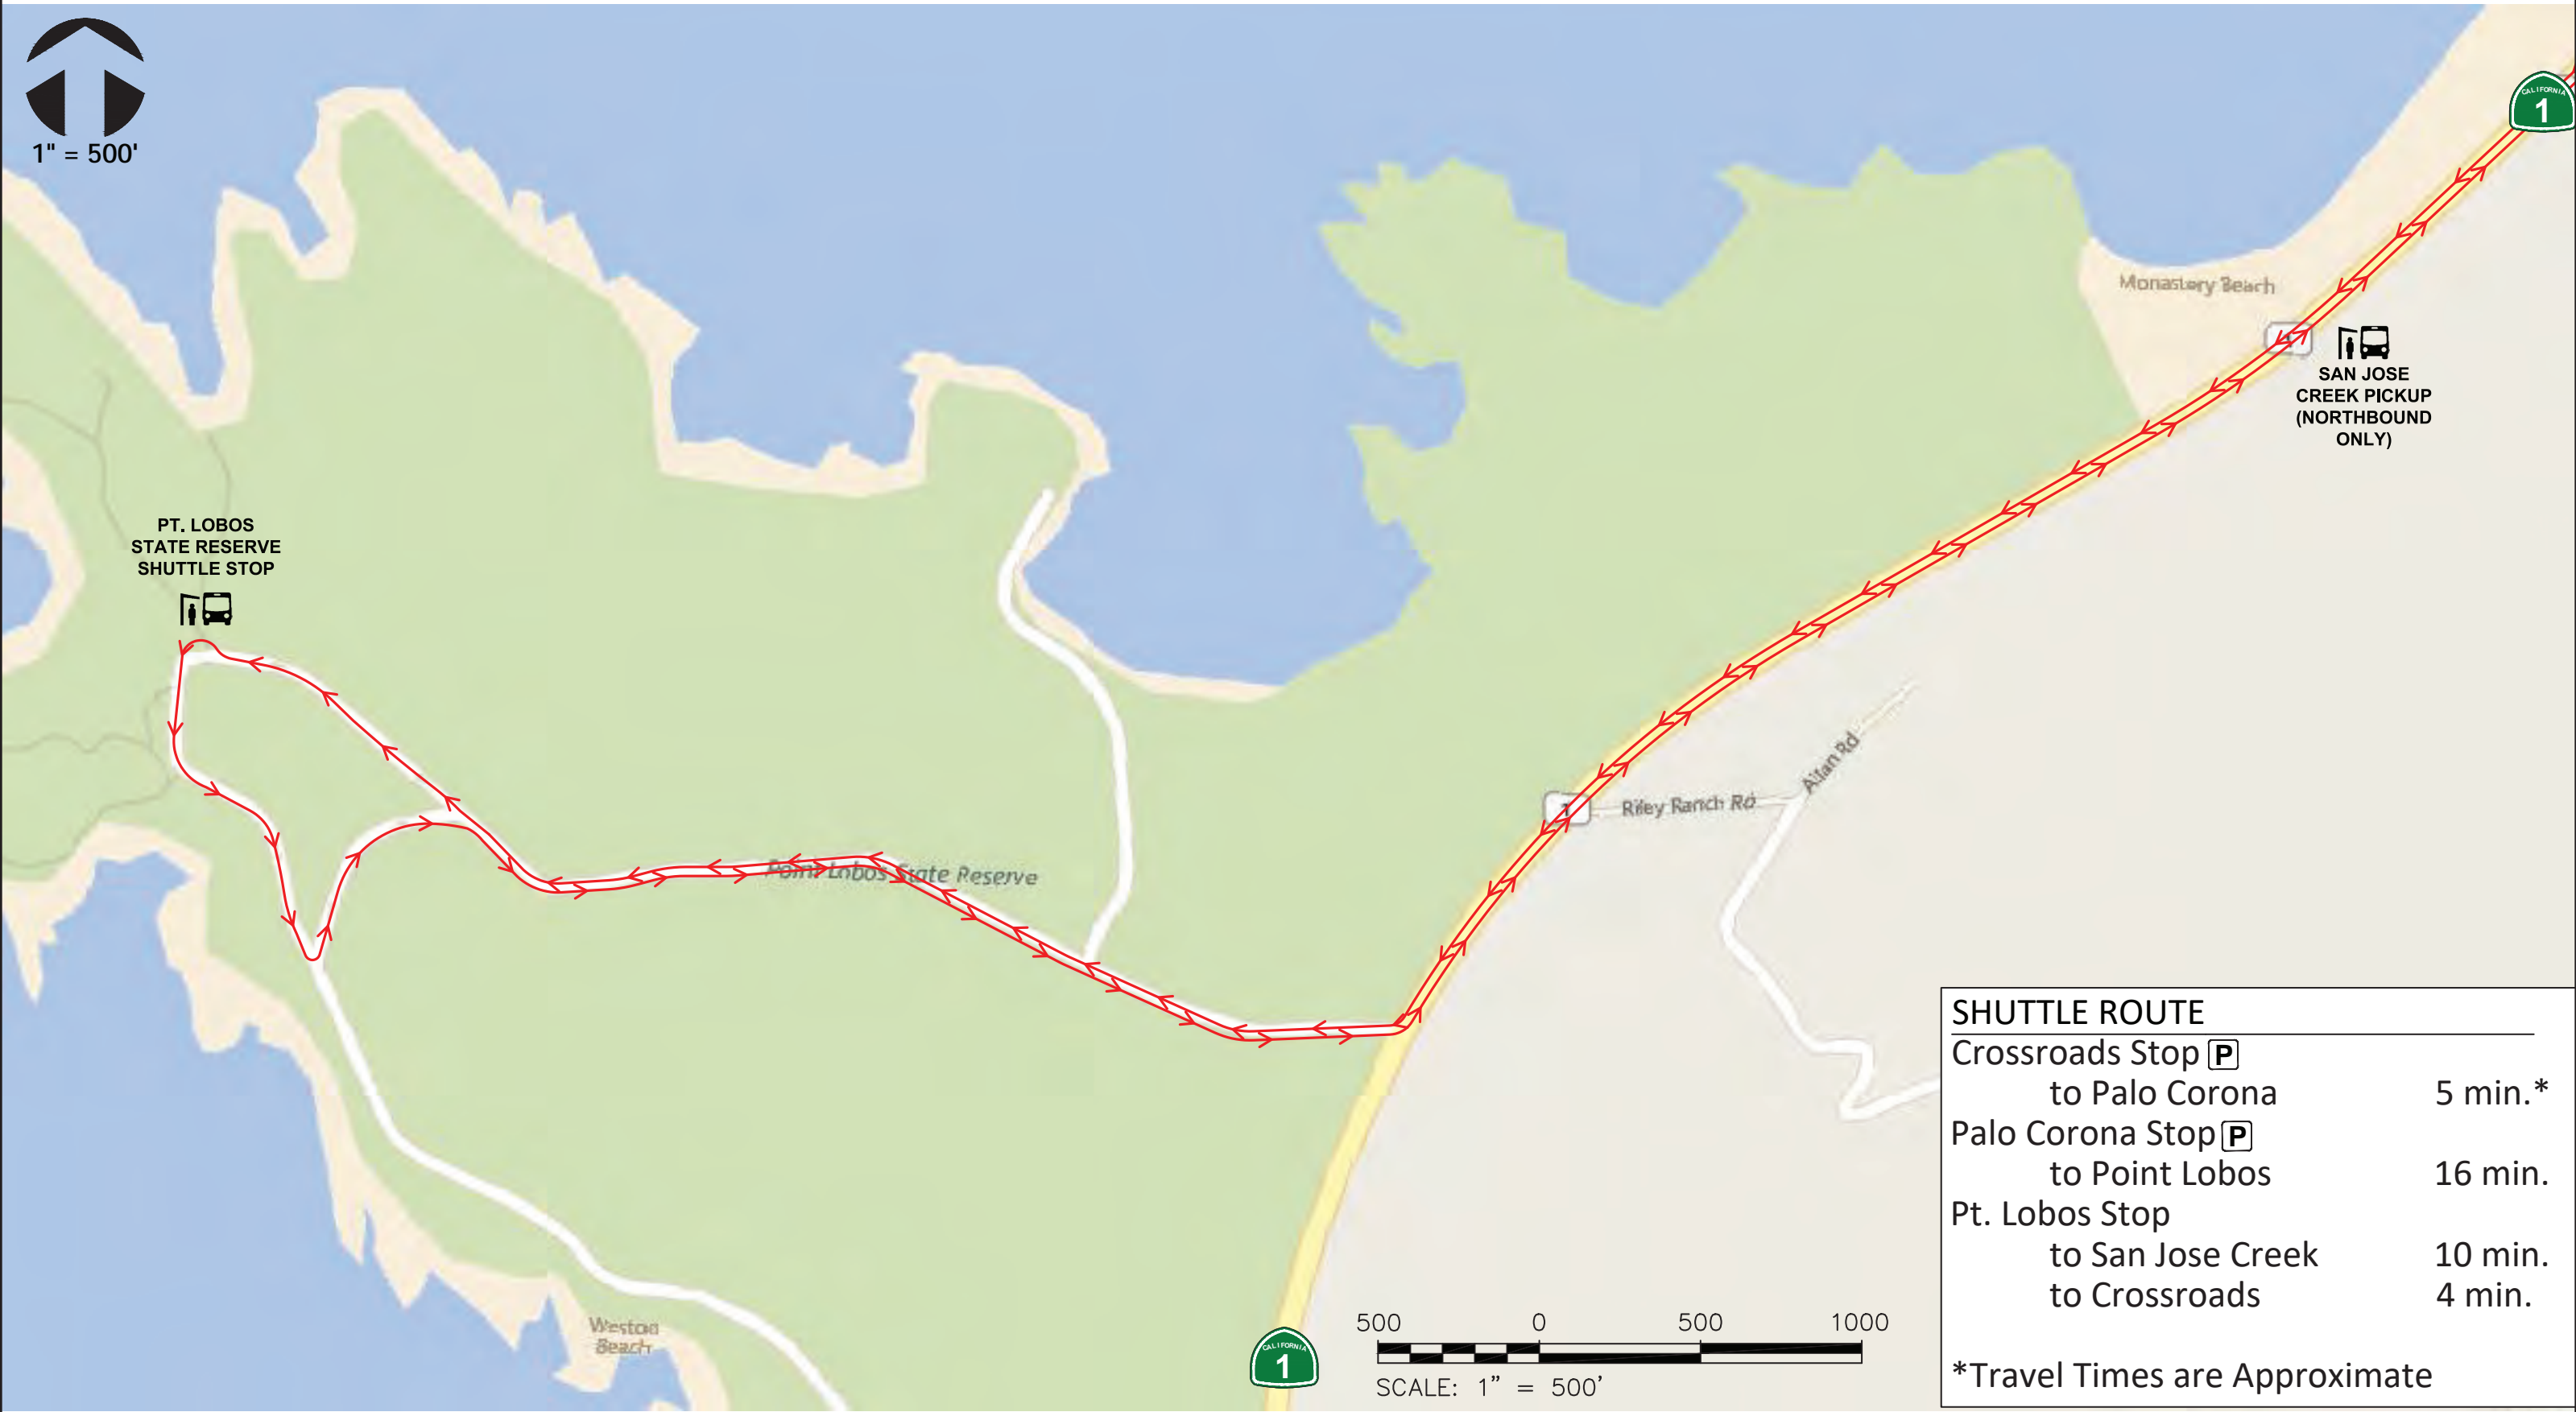 1" = 500'
CALIFORNIA
1
Monastery Beach
SAN JOSE
CREEK PICKUP
(NORTHBOUND
ONLY)
PT. LOBOS
STATE RESERVE
SHUTTLE STOP
Allan Rd
1
Riley Ranch Rd
Point Lobos State Reserve
Weston
Beach
CALIFORNIA
1
500 0 500 1000
SCALE: 1" = 500'
SHUTTLE ROUTE
Crossroads Stop P
to Palo Corona 5 min.*
Palo Corona Stop P
to Point Lobos 16 min.
Pt. Lobos Stop
to San Jose Creek 10 min.
to Crossroads 4 min.
*Travel Times are Approximate